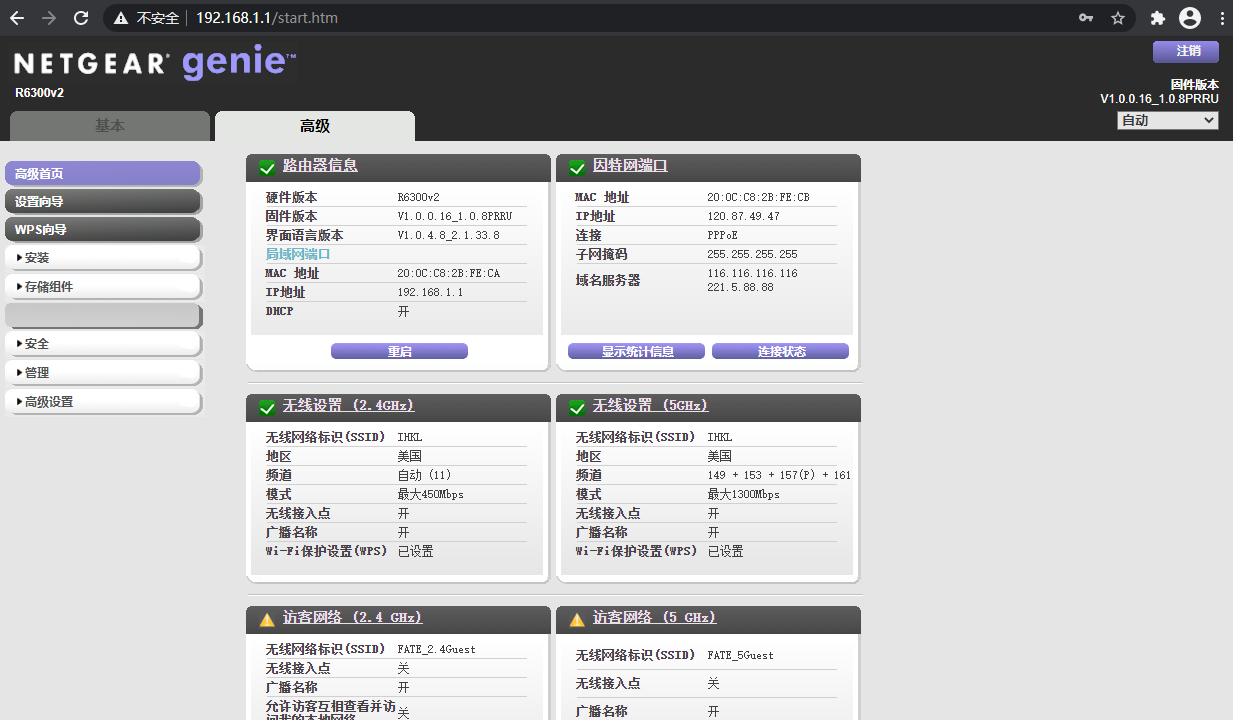 不安全 192.168.1.1/start.htm
NETGEAR® genie™
注销
R6300v2
固件版本
V1.0.0.16_1.0.8PRRU
自动
基本 高级
高级首页
设置向导
WPS向导
安装
存储组件
安全
管理
高级设置
路由器信息
硬件版本 R6300v2
固件版本 V1.0.0.16_1.0.8PRRU
界面语言版本 V1.0.4.8_2.1.33.8
局域网端口
MAC 地址 20:0C:C8:2B:FE:CA
IP地址 192.168.1.1
DHCP 开
重启
因特网端口
MAC 地址 20:0C:C8:2B:FE:CB
IP地址 120.87.49.47
连接 PPPoE
子网掩码 255.255.255.255
域名服务器 116.116.116.116
221.5.88.88
显示统计信息 连接状态
无线设置 (2.4GHz)
无线网络标识(SSID) IHKL
地区 美国
频道 自动 (11)
模式 最大450Mbps
无线接入点 开
广播名称 开
Wi-Fi保护设置(WPS) 已设置
无线设置 (5GHz)
无线网络标识(SSID) IHKL
地区 美国
频道 149 + 153 + 157(P) + 161
模式 最大1300Mbps
无线接入点 开
广播名称 开
Wi-Fi保护设置(WPS) 已设置
访客网络 (2.4 GHz)
无线网络标识(SSID) FATE_2.4Guest
无线接入点 关
广播名称 开
允许访客互相查看并访 关
问我的本地网络
访客网络 (5 GHz)
无线网络标识(SSID) FATE_5Guest
无线接入点 关
广播名称 开